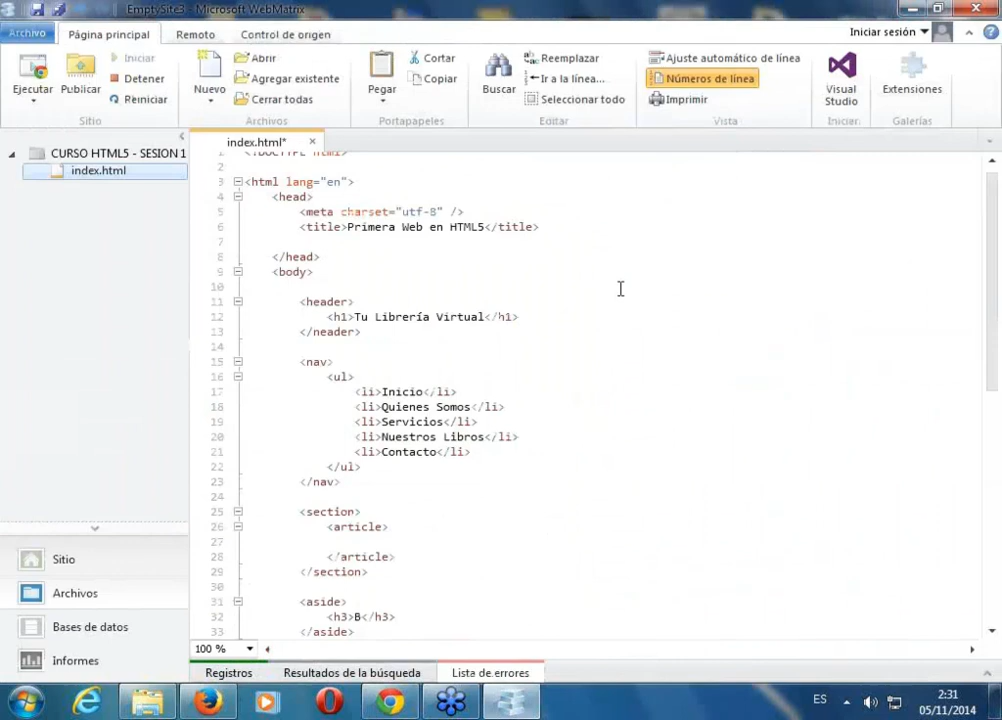 EmptySite3 - Microsoft WebMatrix
Archivo Página principal Remoto Control de origen Iniciar sesión
Ejecutar Publicar Iniciar Detener Reiniciar Sitio
Nuevo Abrir Agregar existente Cerrar todas Archivos
Pegar Cortar Copiar Portapapeles
Buscar Reemplazar Ir a la línea... Seleccionar todo Editar
Ajuste automático de línea Números de línea Imprimir Vista
Visual Studio Iniciar
Extensiones Galerías
index.html*
CURSO HTML5 - SESION 1
index.html
1 <!DOCTYPE html>
2
3 <html lang="en">
4 <head>
5 <meta charset="utf-8" />
6 <title>Primera Web en HTML5</title>
7
8 </head>
9 <body>
10
11 <header>
12 <h1>Tu Librería Virtual</h1>
13 </header>
14
15 <nav>
16 <ul>
17 <li>Inicio</li>
18 <li>Quienes Somos</li>
19 <li>Servicios</li>
20 <li>Nuestros Libros</li>
21 <li>Contacto</li>
22 </ul>
23 </nav>
24
25 <section>
26 <article>
27
28 </article>
29 </section>
30
31 <aside>
32 <h3>B</h3>
33 </aside>
Sitio
Archivos
Bases de datos
Informes
100 %
Registros Resultados de la búsqueda Lista de errores
ES 2:31
05/11/2014